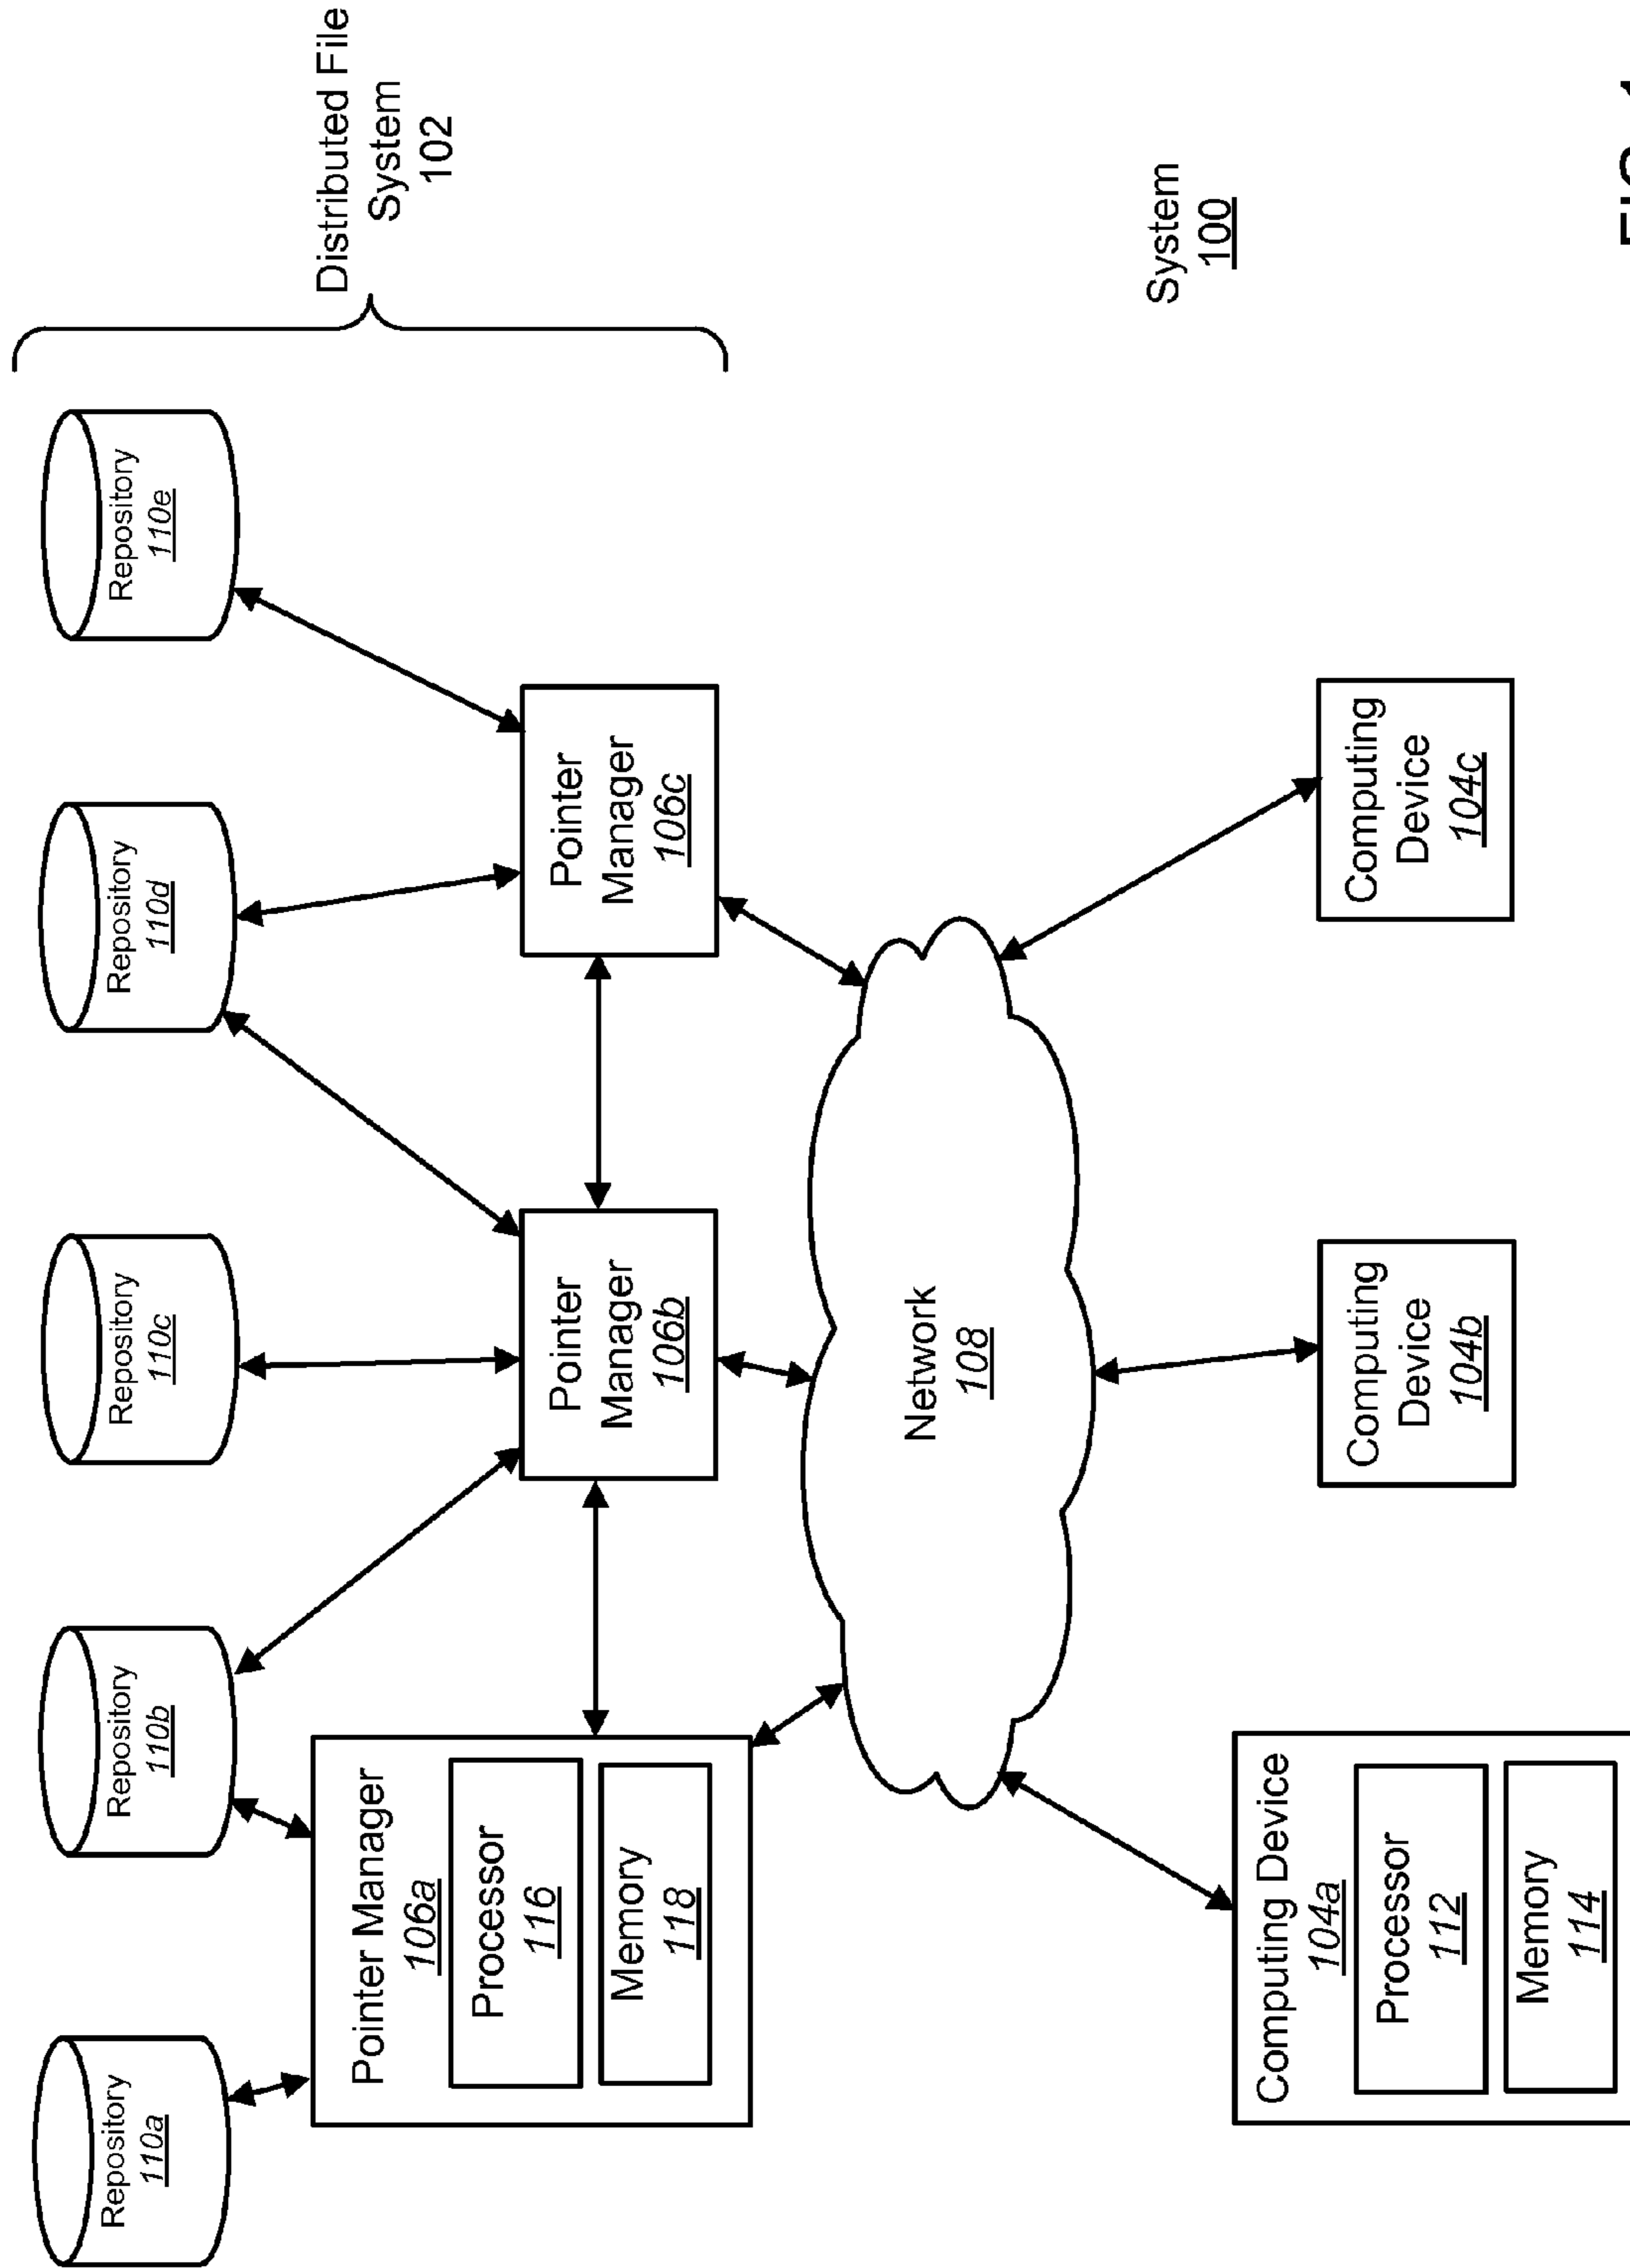 Repository
110a
Repository
110b
Repository
110c
Repository
110d
Repository
110e
Distributed File
System
102
Pointer Manager
106a
Processor
116
Memory
118
Pointer
Manager
106b
Pointer
Manager
106c
Network
108
System
100
Computing Device
104a
Processor
112
Memory
114
Computing
Device
104b
Computing
Device
104c